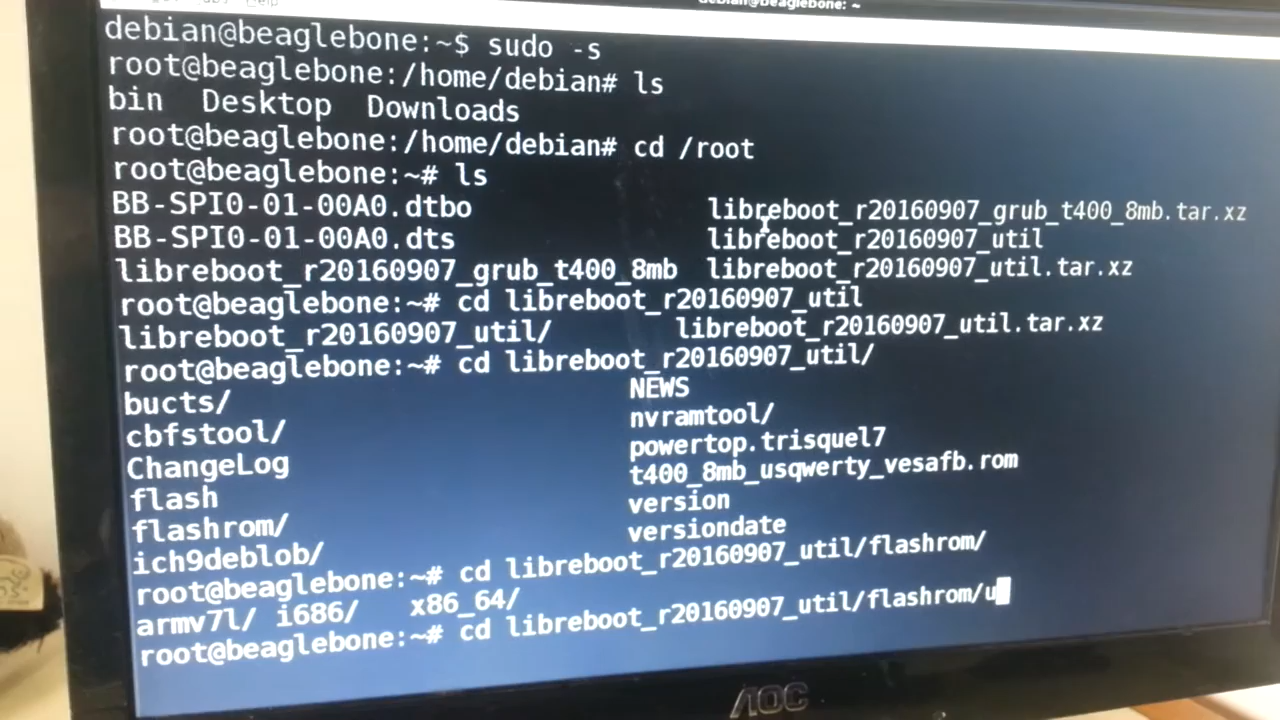 debian@beaglebone: ~
debian@beaglebone:~$ sudo -s
root@beaglebone:/home/debian# ls
bin Desktop Downloads
root@beaglebone:/home/debian# cd /root
root@beaglebone:~# ls
BB-SPI0-01-00A0.dtbo libreboot_r20160907_grub_t400_8mb.tar.xz
BB-SPI0-01-00A0.dts libreboot_r20160907_util
libreboot_r20160907_grub_t400_8mb libreboot_r20160907_util.tar.xz
root@beaglebone:~# cd libreboot_r20160907_util
libreboot_r20160907_util/ libreboot_r20160907_util.tar.xz
root@beaglebone:~# cd libreboot_r20160907_util/
bucts/ NEWS
cbfstool/ nvramtool/
ChangeLog powertop.trisquel7
flash t400_8mb_usqwerty_vesafb.rom
flashrom/ version
ich9deblob/ versiondate
root@beaglebone:~# cd libreboot_r20160907_util/flashrom/
armv7l/ i686/ x86_64/
root@beaglebone:~# cd libreboot_r20160907_util/flashrom/u
AOC